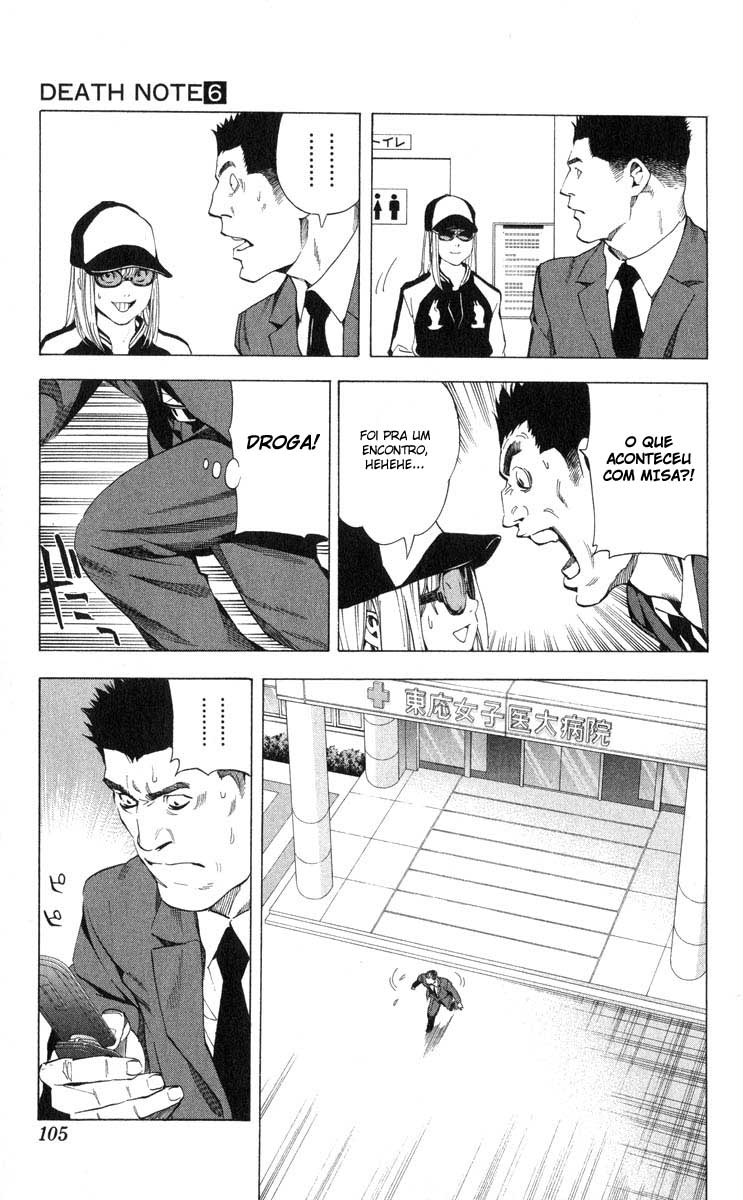 DEATH NOTE 6
トイレ
………
O QUE
ACONTECEU
COM MISA?!
FOI PRA UM
ENCONTRO,
HEHEHE...
DROGA!
東応女子医大病院
………
105